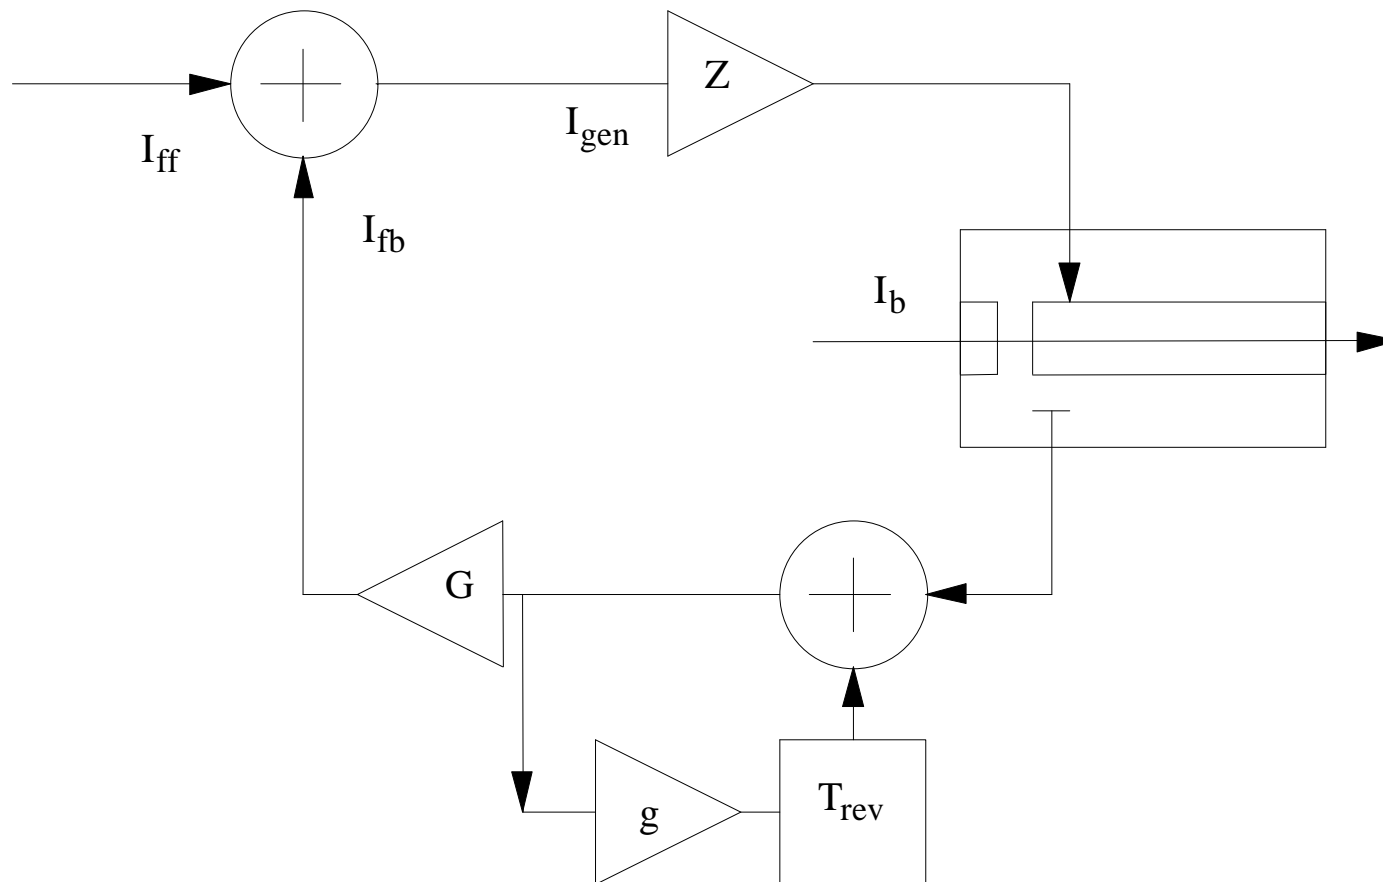 Z
I_gen
I_ff
I_fb
I_b
G
T_rev
g